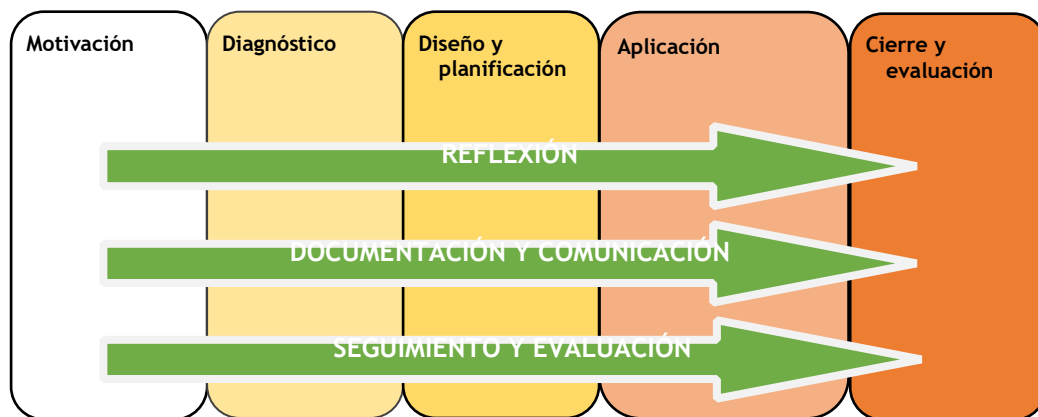 Motivación
Diagnóstico
Diseño y
planificación
Aplicación
Cierre y
evaluación
REFLEXIÓN
DOCUMENTACIÓN Y COMUNICACIÓN
SEGUIMIENTO Y EVALUACIÓN